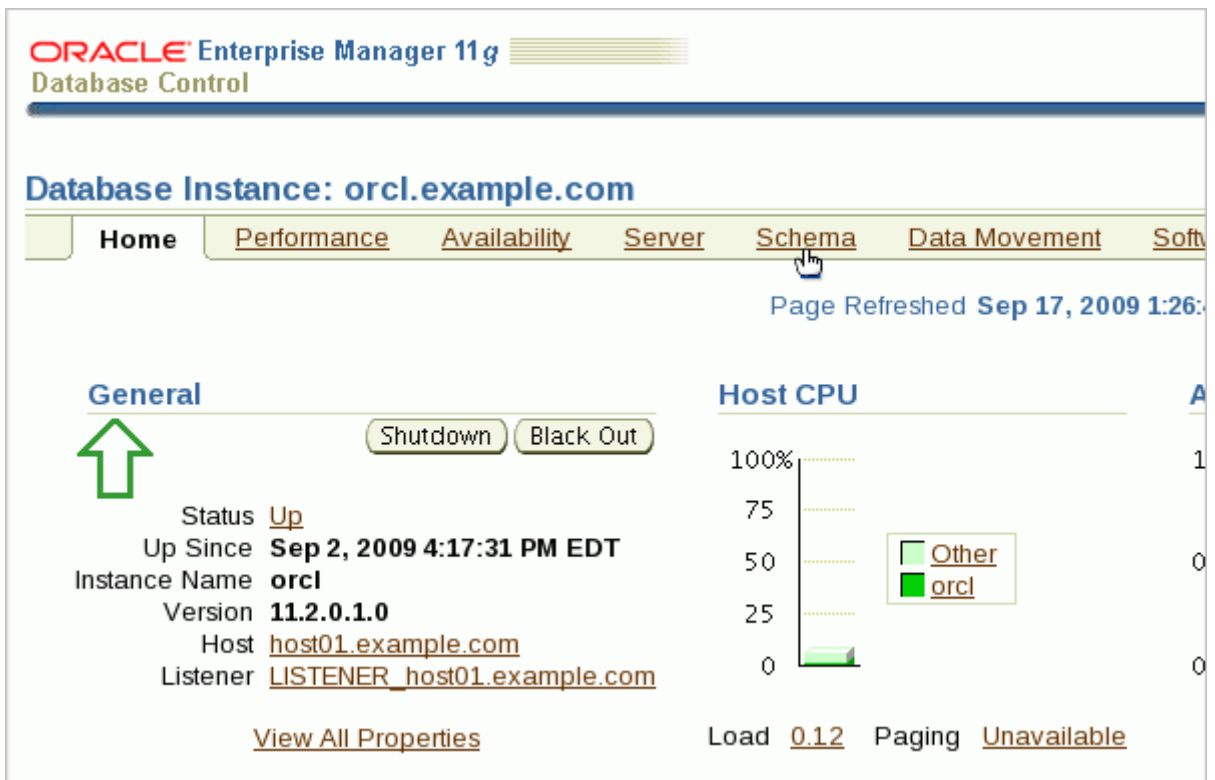 ORACLE Enterprise Manager 11g
Database Control
Database Instance: orcl.example.com
Home Performance Availability Server Schema Data Movement
Page Refreshed Sep 17, 2009 1:26:
General
Shutdown Black Out
Status Up
Up Since Sep 2, 2009 4:17:31 PM EDT
Instance Name orcl
Version 11.2.0.1.0
Host host01.example.com
Listener LISTENER_host01.example.com
View All Properties
Host CPU
100%
75
50
25
0
Other
orcl
Load 0.12 Paging Unavailable